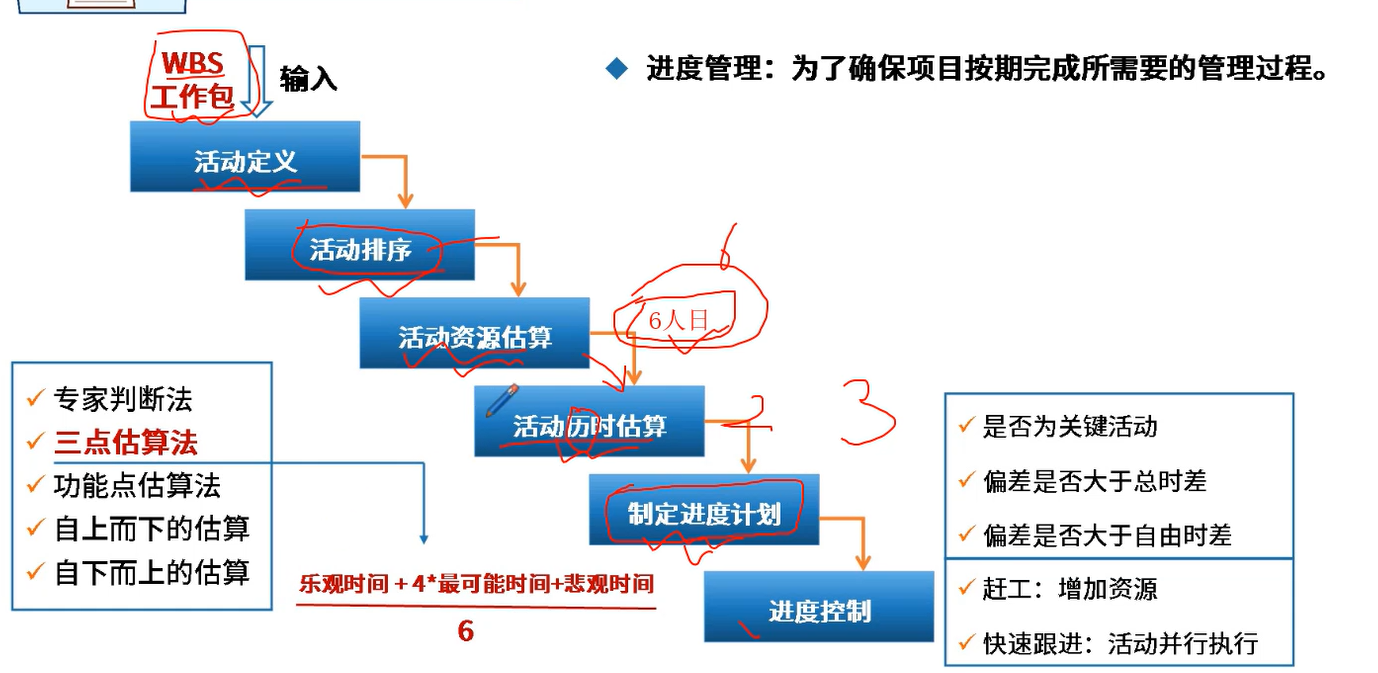 WBS
工作包
输入
进度管理：为了确保项目按期完成所需要的管理过程。
活动定义
活动排序
6
活动资源估算
6人日
活动历时估算
2
3
制定进度计划
进度控制
专家判断法
三点估算法
功能点估算法
自上而下的估算
自下而上的估算
乐观时间 + 4*最可能时间+悲观时间
6
是否为关键活动
偏差是否大于总时差
偏差是否大于自由时差
赶工：增加资源
快速跟进：活动并行执行